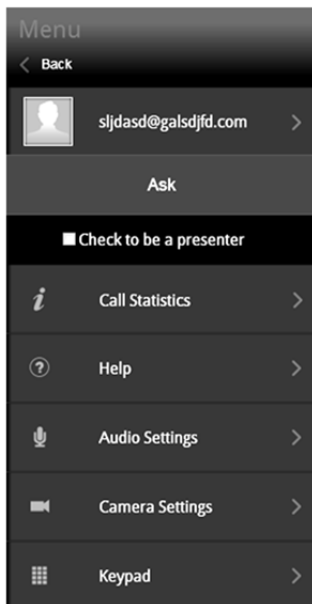 Menu
Back
sljdasd@galsdjfd.com
Ask
Check to be a presenter
Call Statistics
Help
Audio Settings
Camera Settings
Keypad